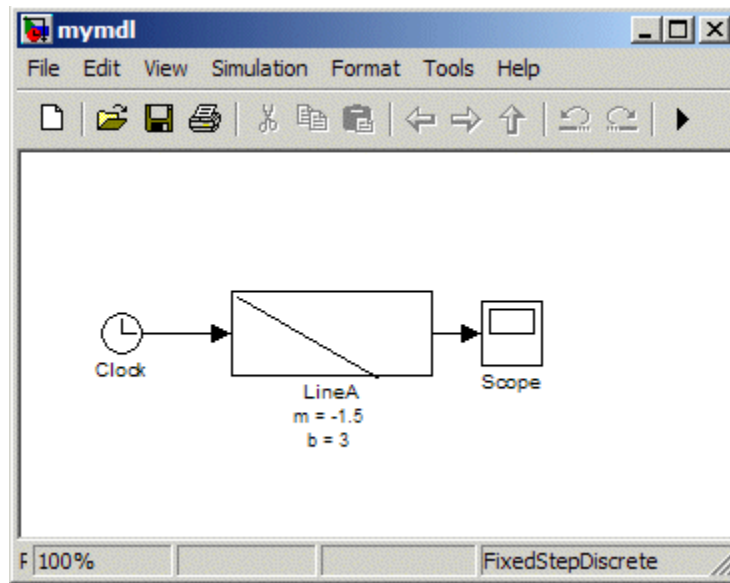 mymdl
File Edit View Simulation Format Tools Help
Clock
LineA
m = -1.5
b = 3
Scope
F 100% FixedStepDiscrete